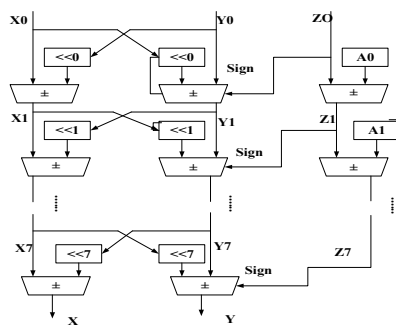 X0 Y0 ZO
<<0 <<0 Sign A0
± ± ±
X1 Y1 Z1
<<1 <<1 Sign A1
± ± ±
X7 Y7 Z7
<<7 <<7 Sign
± ±
X Y